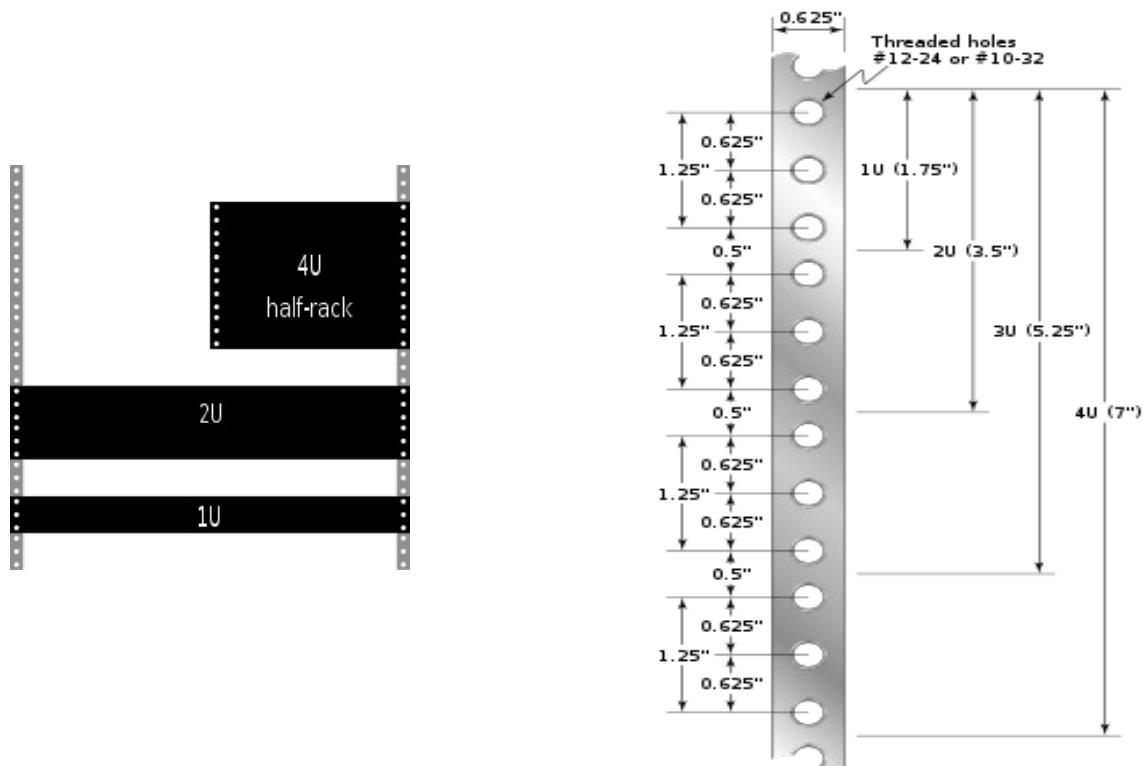 4U
half-rack
2U
1U
0.625"
Threaded holes
#12-24 or #10-32
0.625"
1.25"
0.625"
0.5"
0.625"
1.25"
0.625"
0.5"
0.625"
1.25"
0.625"
0.5"
0.625"
1.25"
0.625"
1U (1.75")
2U (3.5")
3U (5.25")
4U (7")